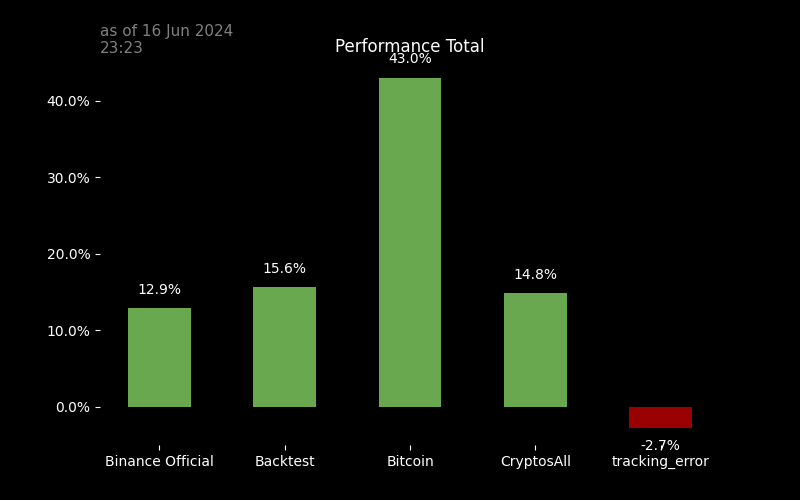 as of 16 Jun 2024
23:23
Performance Total
43.0%
40.0%
30.0%
20.0%
10.0%
0.0%
12.9%
15.6%
14.8%
-2.7%
Binance Official
Backtest
Bitcoin
CryptosAll
tracking_error